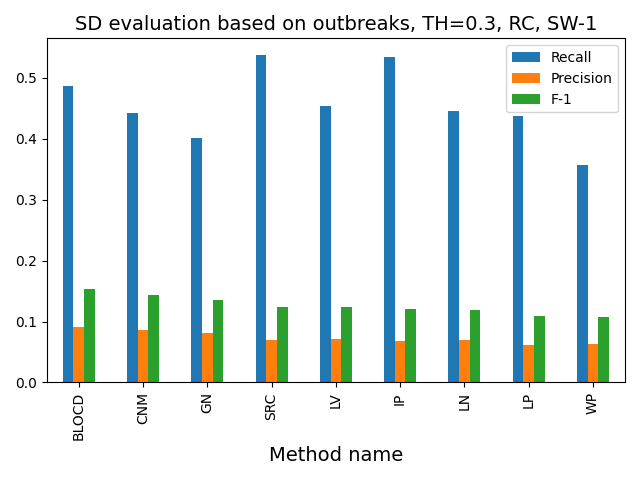 SD evaluation based on outbreaks, TH=0.3, RC, SW-1
Recall
Precision
F-1
0.5
0.4
0.3
0.2
0.1
0.0
BLOCD
CNM
GN
SRC
LV
IP
LN
LP
WP
Method name